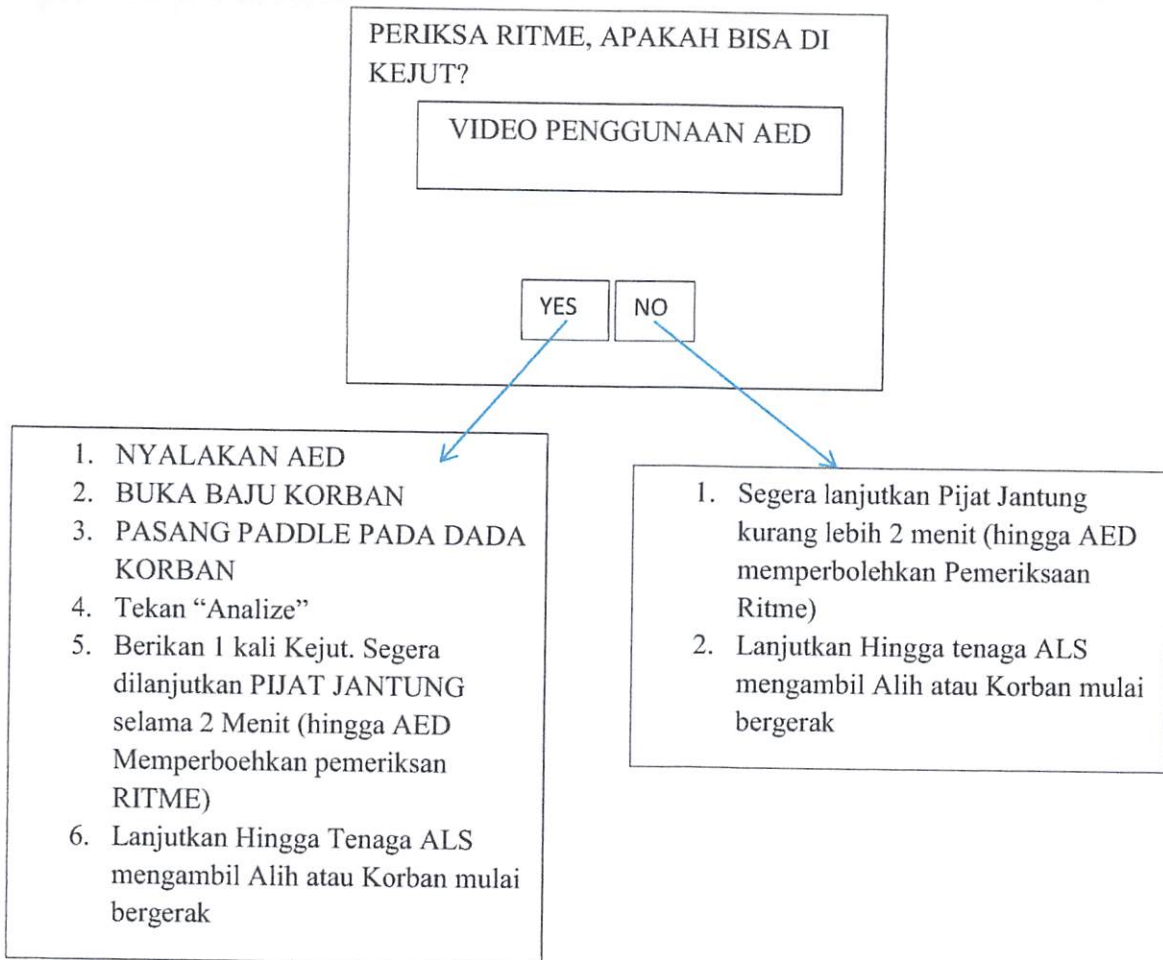 PERIKSA RITME, APAKAH BISA DI
KEJUT?
VIDEO PENGGUNAAN AED
YES
NO
1. NYALAKAN AED
2. BUKA BAJU KORBAN
3. PASANG PADDLE PADA DADA
KORBAN
4. Tekan “Analize”
5. Berikan 1 kali Kejut. Segera
dilanjutkan PIJAT JANTUNG
selama 2 Menit (hingga AED
Memperboehkan pemeriksan
RITME)
6. Lanjutkan Hingga Tenaga ALS
mengambil Alih atau Korban mulai
bergerak
1. Segera lanjutkan Pijat Jantung
kurang lebih 2 menit (hingga AED
memperbolehkan Pemeriksaan
Ritme)
2. Lanjutkan Hingga tenaga ALS
mengambil Alih atau Korban mulai
bergerak